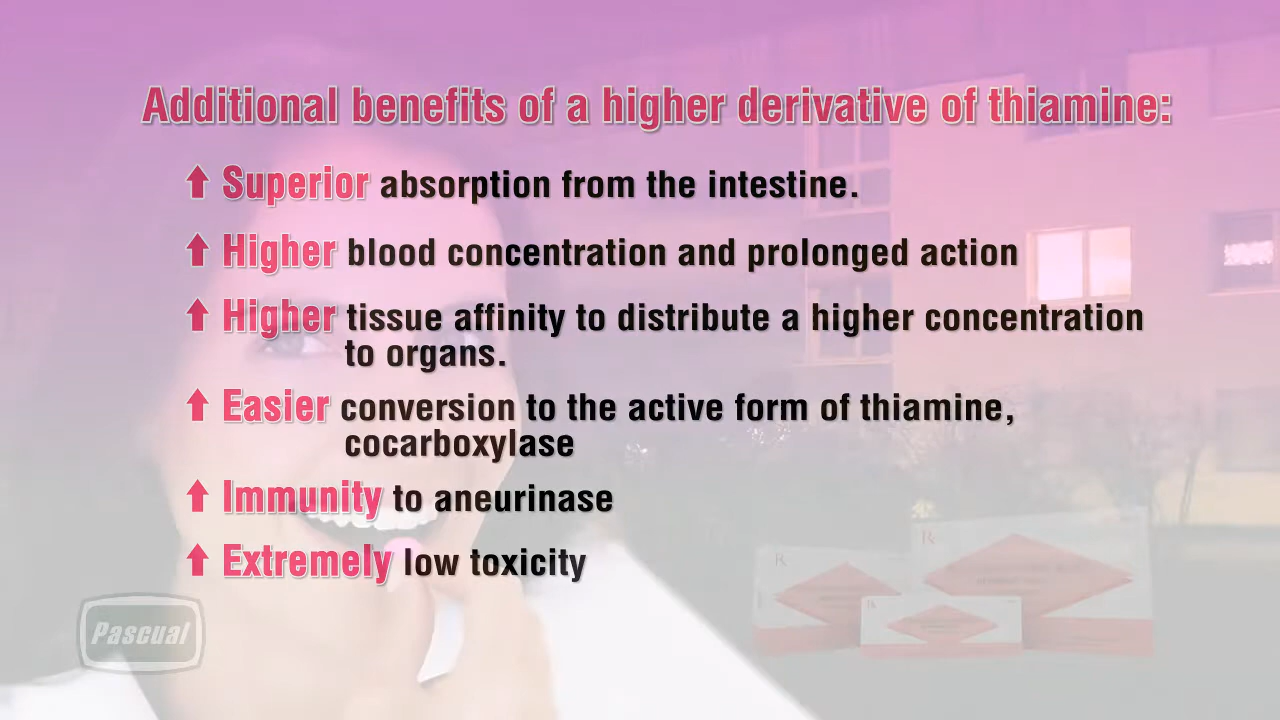 Additional benefits of a higher derivative of thiamine:
Superior absorption from the intestine.
Higher blood concentration and prolonged action
Higher tissue affinity to distribute a higher concentration
to organs.
Easier conversion to the active form of thiamine,
cocarboxylase
Immunity to aneurinase
Extremely low toxicity
Pascual